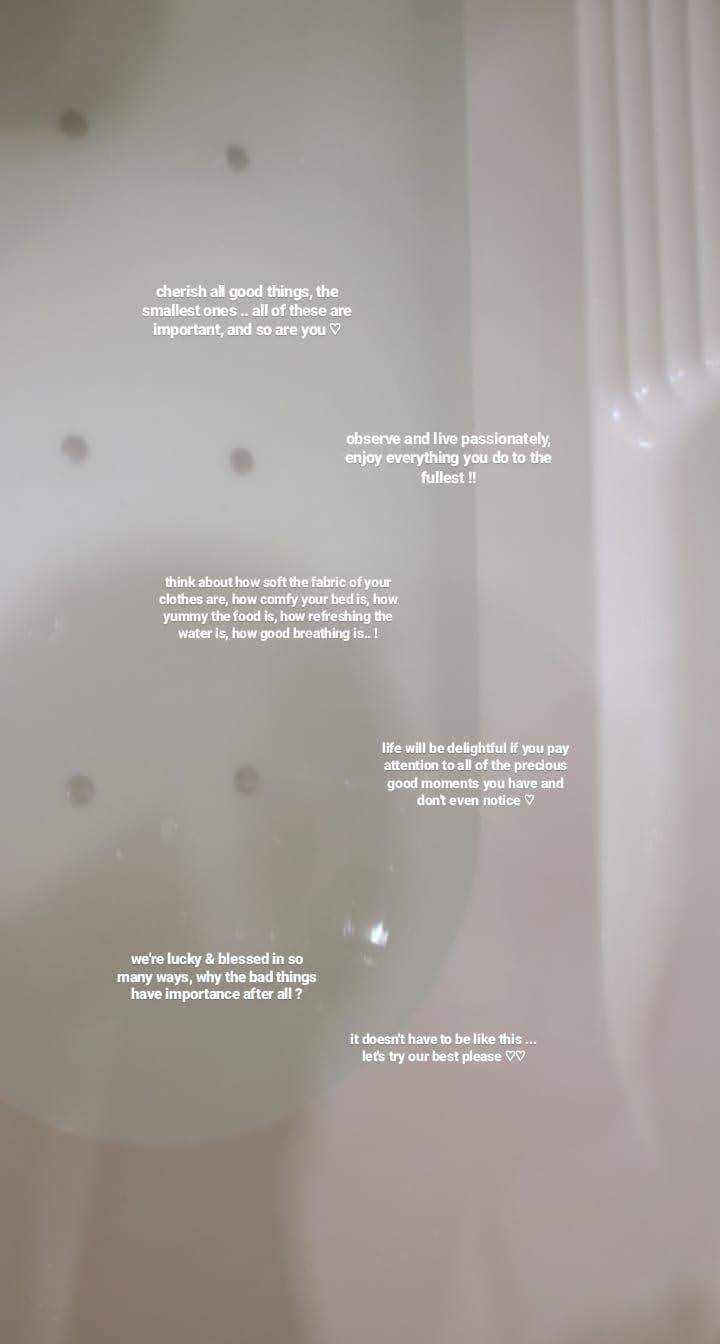 cherish all good things, the
smallest ones .. all of these are
important, and so are you ♡
observe and live passionately,
enjoy everything you do to the
fullest !!
think about how soft the fabric of your
clothes are, how comfy your bed is, how
yummy the food is, how refreshing the
water is, how good breathing is.. !
life will be delightful if you pay
attention to all of the precious
good moments you have and
don't even notice ♡
we're lucky & blessed in so
many ways, why the bad things
have importance after all ?
it doesn't have to be like this ...
let's try our best please ♡♡